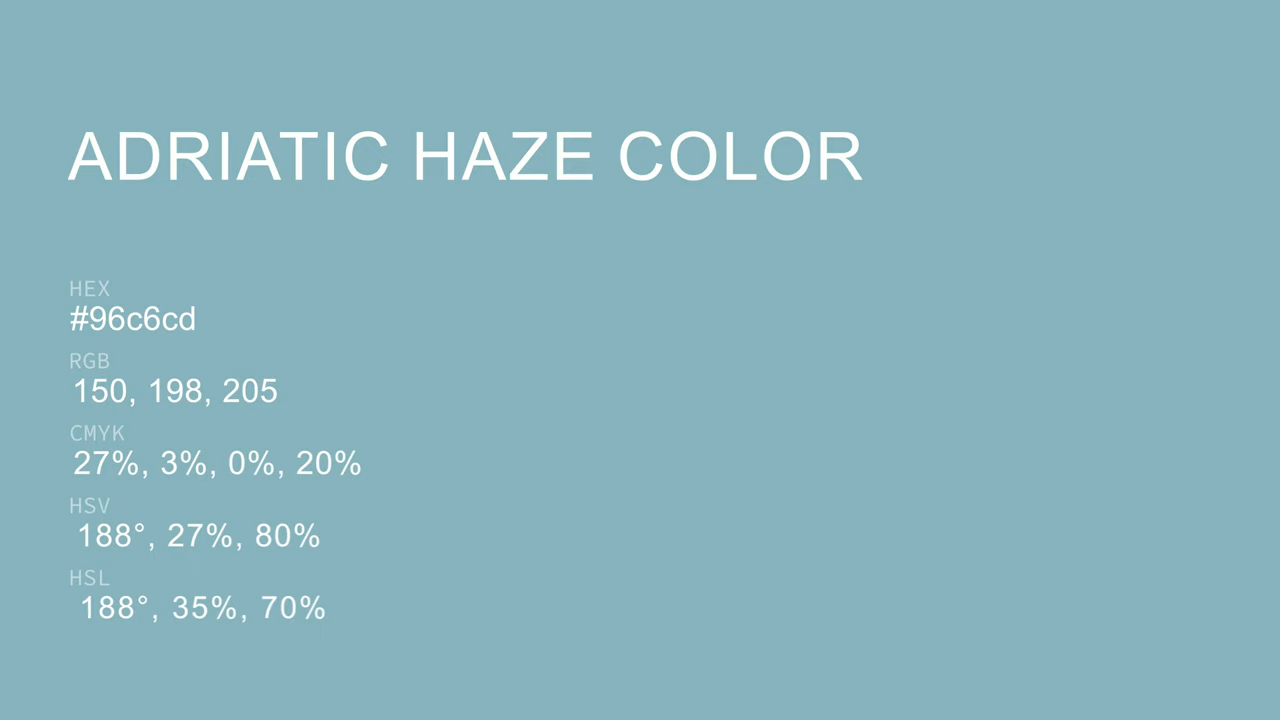 ADRIATIC HAZE COLOR
HEX
#96c6cd
RGB
150, 198, 205
CMYK
27%, 3%, 0%, 20%
HSV
188°, 27%, 80%
HSL
188°, 35%, 70%